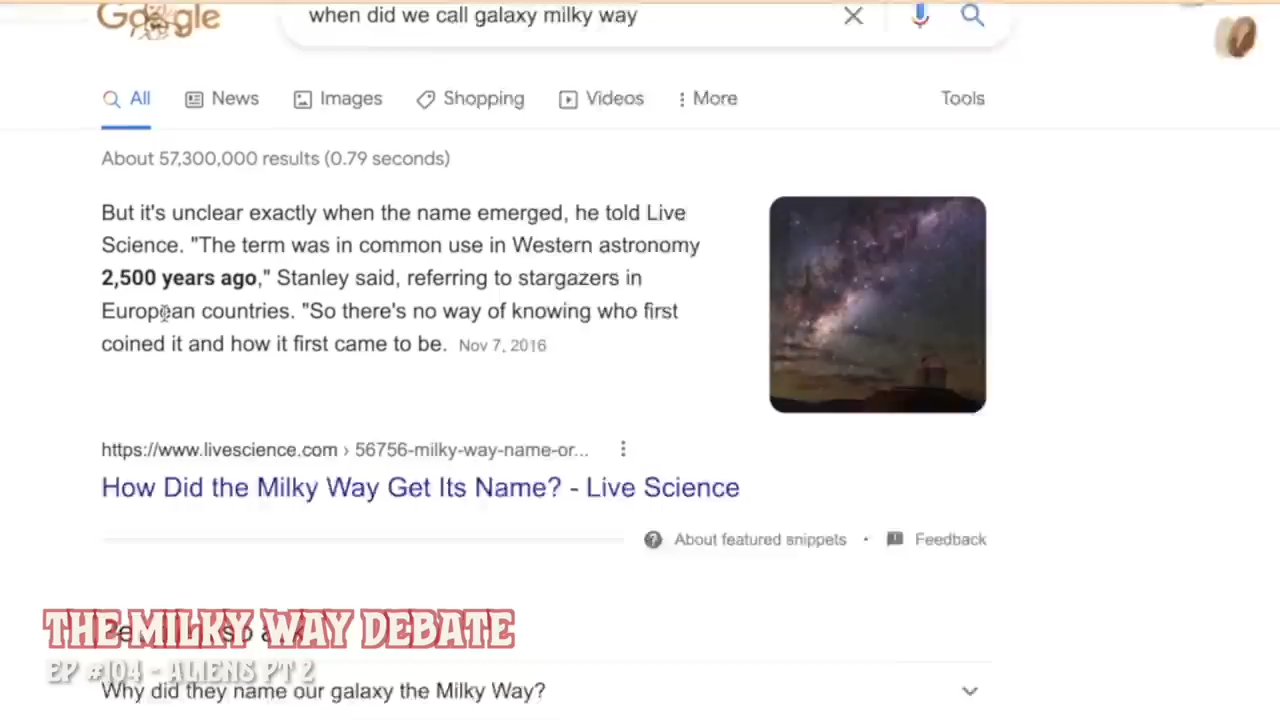 Google
when did we call galaxy milky way
All News Images Shopping Videos More Tools
About 57,300,000 results (0.79 seconds)
But it's unclear exactly when the name emerged, he told Live
Science. "The term was in common use in Western astronomy
2,500 years ago," Stanley said, referring to stargazers in
European countries. "So there's no way of knowing who first
coined it and how it first came to be. Nov 7, 2016
https://www.livescience.com › 56756-milky-way-name-or...
How Did the Milky Way Get Its Name? - Live Science
About featured snippets • Feedback
THE MILKY WAY DEBATE
EP #104 - ALIENS PT 2
Why did they name our galaxy the Milky Way?